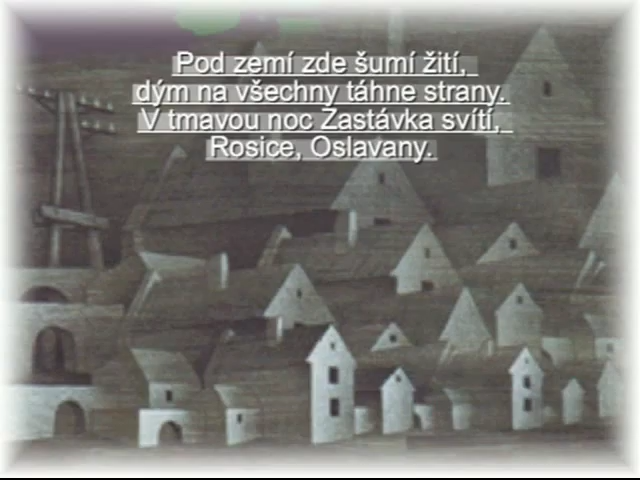 Pod zemí zde šumí žití,
dým na všechny táhne strany.
V tmavou noc Zastávka svítí,
Rosice, Oslavany.